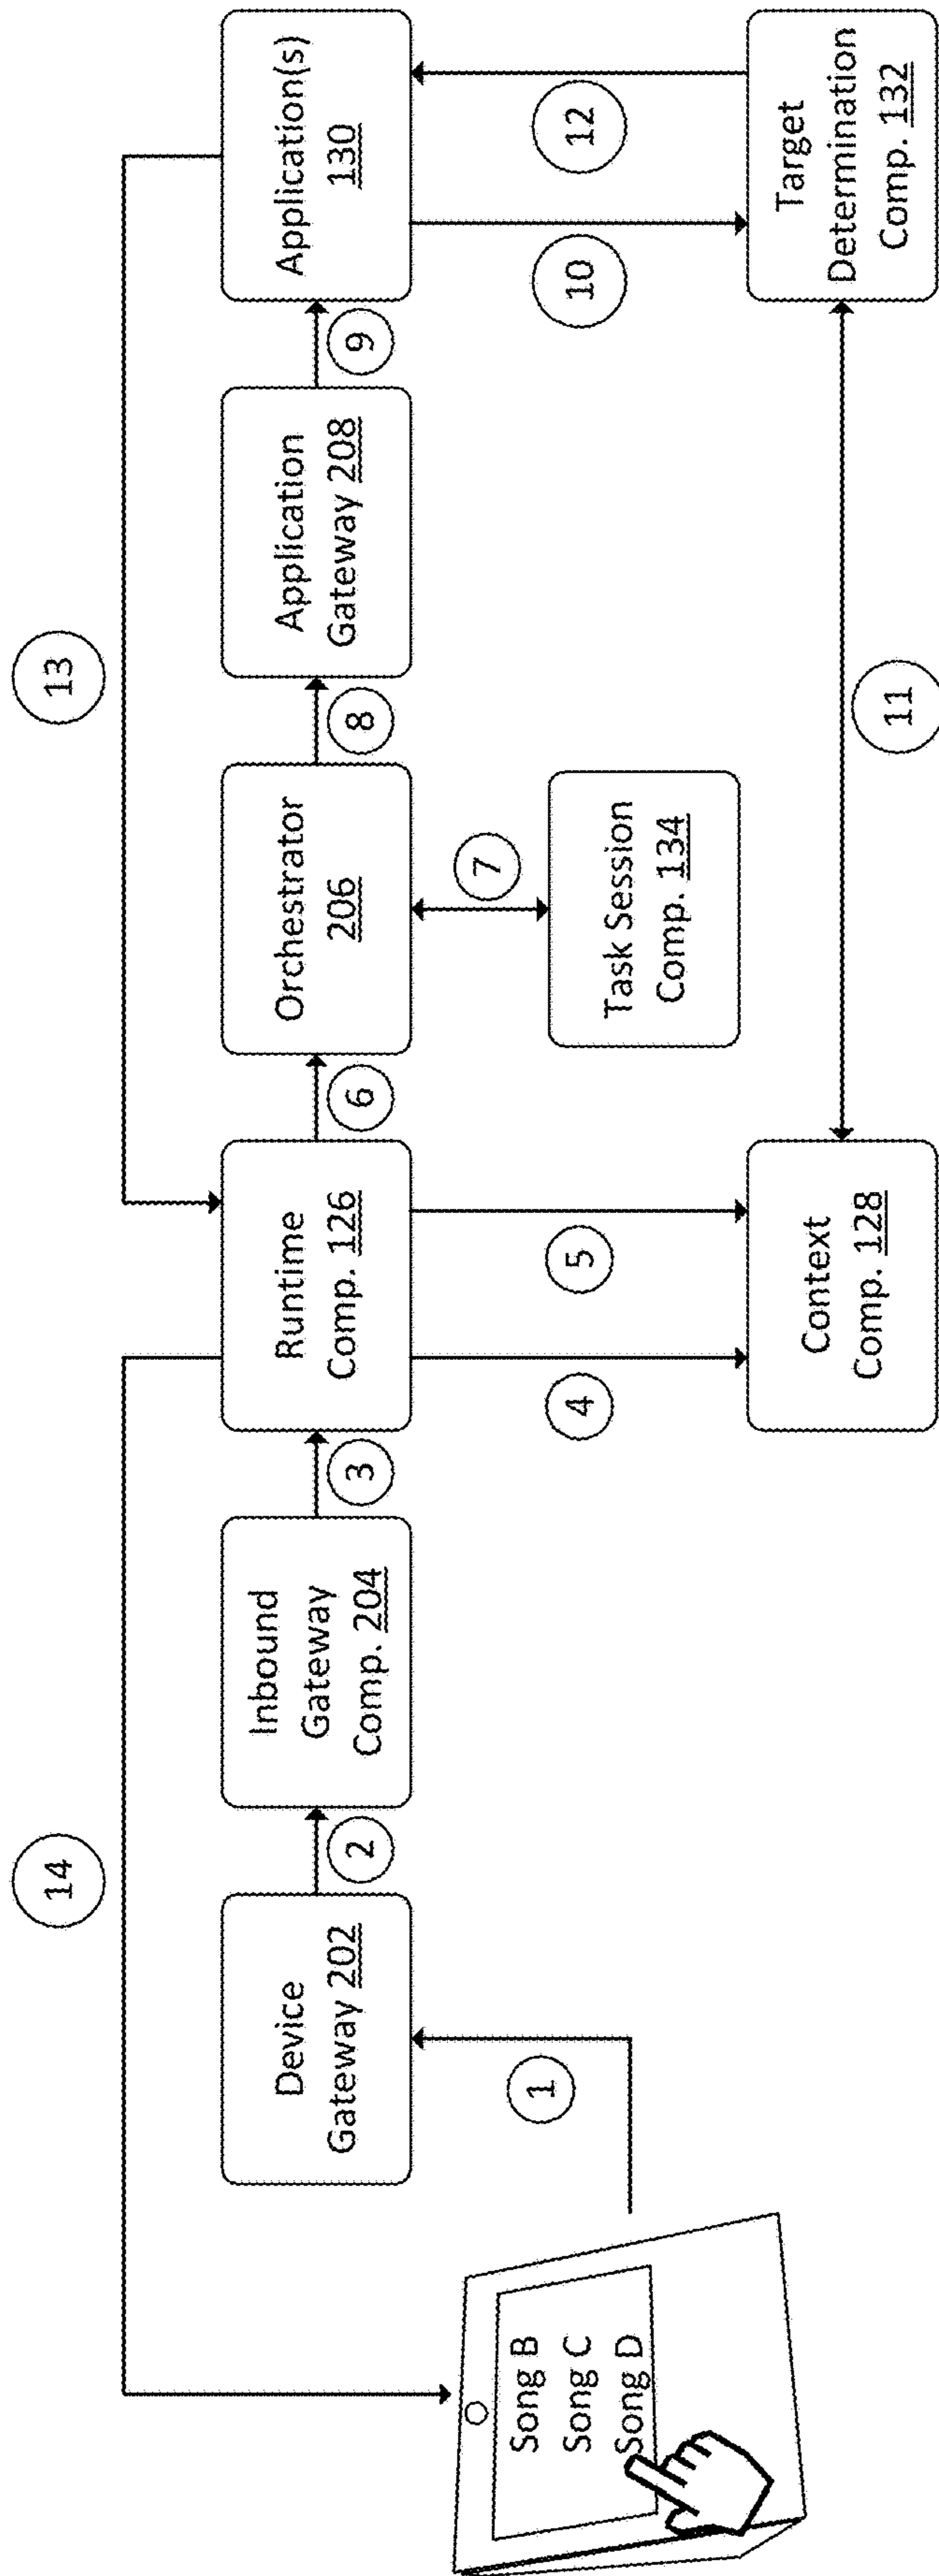 14
13
Device
Gateway 202
2
Inbound
Gateway
Comp. 204
3
Runtime
Comp. 126
6
Orchestrator
206
8
Application
Gateway 208
9
Application(s)
130
Song B
Song C
Song D
1
4
5
7
10
12
Task Session
Comp. 134
Context
Comp. 128
11
Target
Determination
Comp. 132